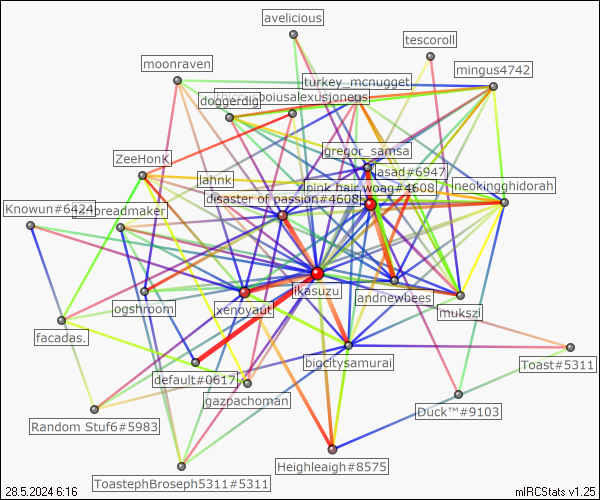 avelicious
tescoroll
moonraven
mingus4742
turkey_mcnugget
doggerdig
gregor_samsa
ZeeHonK
asad#6947
lahnk
pink hair woag#4608
neokingghidorah
disaster of passion#4608
Knowun#6424
breadmaker
ikasuzu
andnewbees
ogshroom
xenoyaut
mukszi
facadas.
bigcitysamurai
Toast#5311
default#0617
gazpachoman
Duck™#9103
Random Stuf6#5983
Heighleaigh#8575
ToastephBroseph5311#5311
28.5.2024 6:16
mIRCStats v1.25